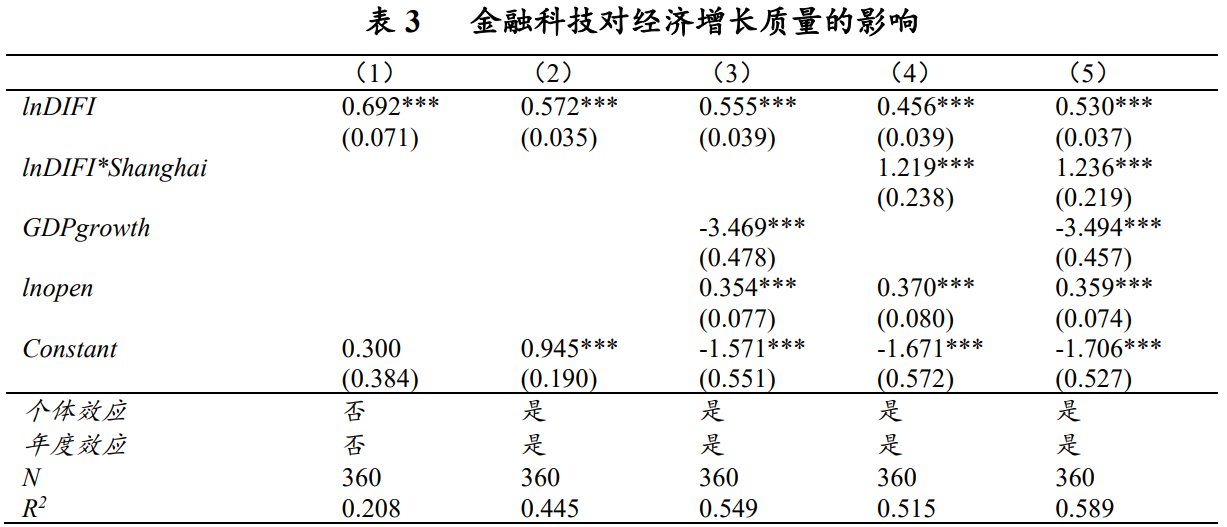 表 3 金融科技对经济增长质量的影响
（1） （2） （3） （4） （5）
lnDIFI 0.692*** 0.572*** 0.555*** 0.456*** 0.530***
(0.071) (0.035) (0.039) (0.039) (0.037)
lnDIFI*Shanghai 1.219*** 1.236***
(0.238) (0.219)
GDPgrowth -3.469*** -3.494***
(0.478) (0.457)
lnopen 0.354*** 0.370*** 0.359***
(0.077) (0.080) (0.074)
Constant 0.300 0.945*** -1.571*** -1.671*** -1.706***
(0.384) (0.190) (0.551) (0.572) (0.527)
个体效应 否 是 是 是 是
年度效应 否 是 是 是 是
N 360 360 360 360 360
R² 0.208 0.445 0.549 0.515 0.589